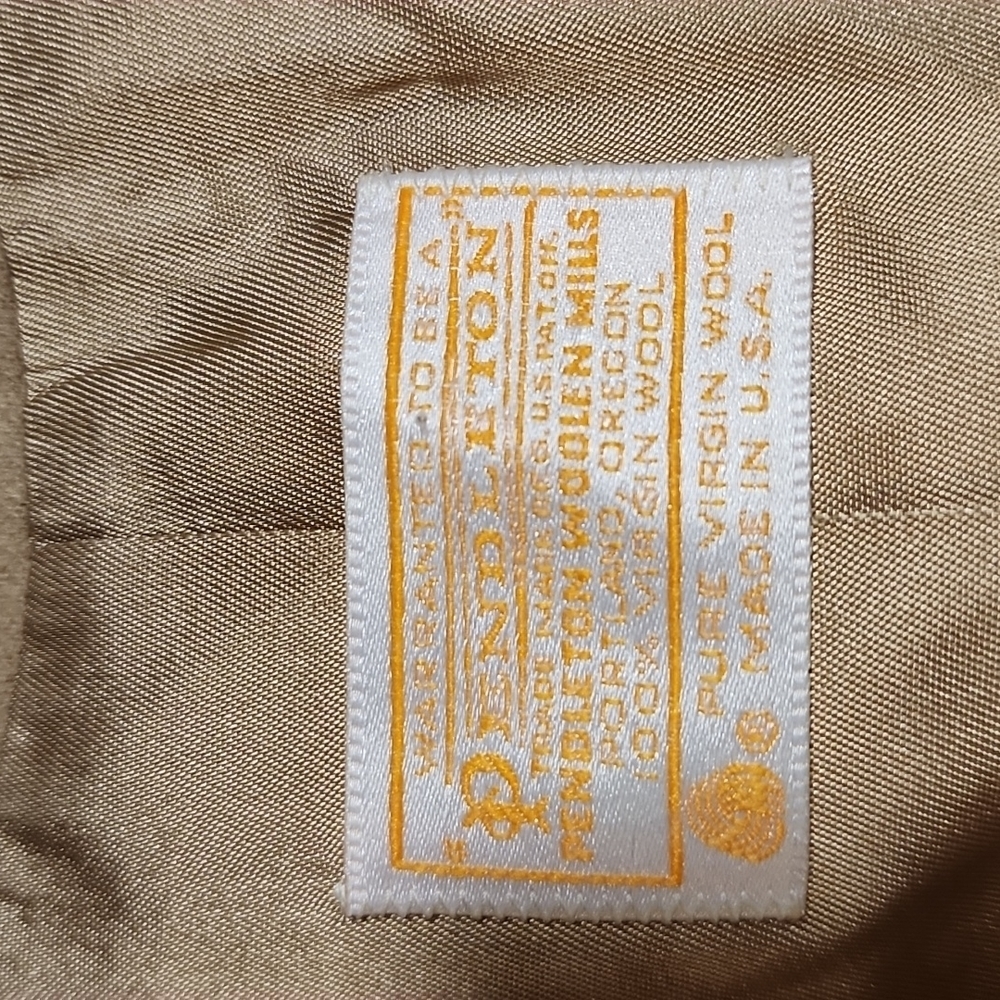 WARRANTED TO BE A
"PENDLETON"
TRADE MARK REG. U.S. PAT. OFF.
PENDLETON WOOLEN MILLS
PORTLAND, OREGON
100% VIRGIN WOOL
PURE VIRGIN WOOL
® MADE IN U.S.A.